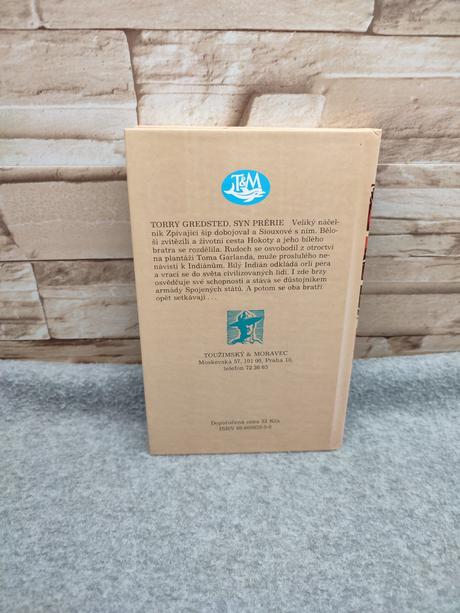 T&M
TORRY GREDSTED, SYN PRÉRIE Veliký náčel-
ník Zpívající šíp dobojoval a Siouxové s ním. Bělo-
ši zvítězili a životní cesta Hokoty a jeho bílého
bratra se rozdělila. Rudoch se osvobodil z otroctví
na plantáži Toma Garlanda, muže proslulého ne-
návistí k Indiánům. Bílý Indián odkládá orlí pera
a vrací se do světa civilizovaných lidí. I zde brzy
osvědčuje své schopnosti a stává se důstojníkem
armády Spojených států. A potom se oba bratři
opět setkávají...
TOUŽIMSKÝ & MORAVEC
Moskevská 57, 101 00, Praha 10,
telefon 72 36 65
Doporučená cena 32 Kčs
ISBN